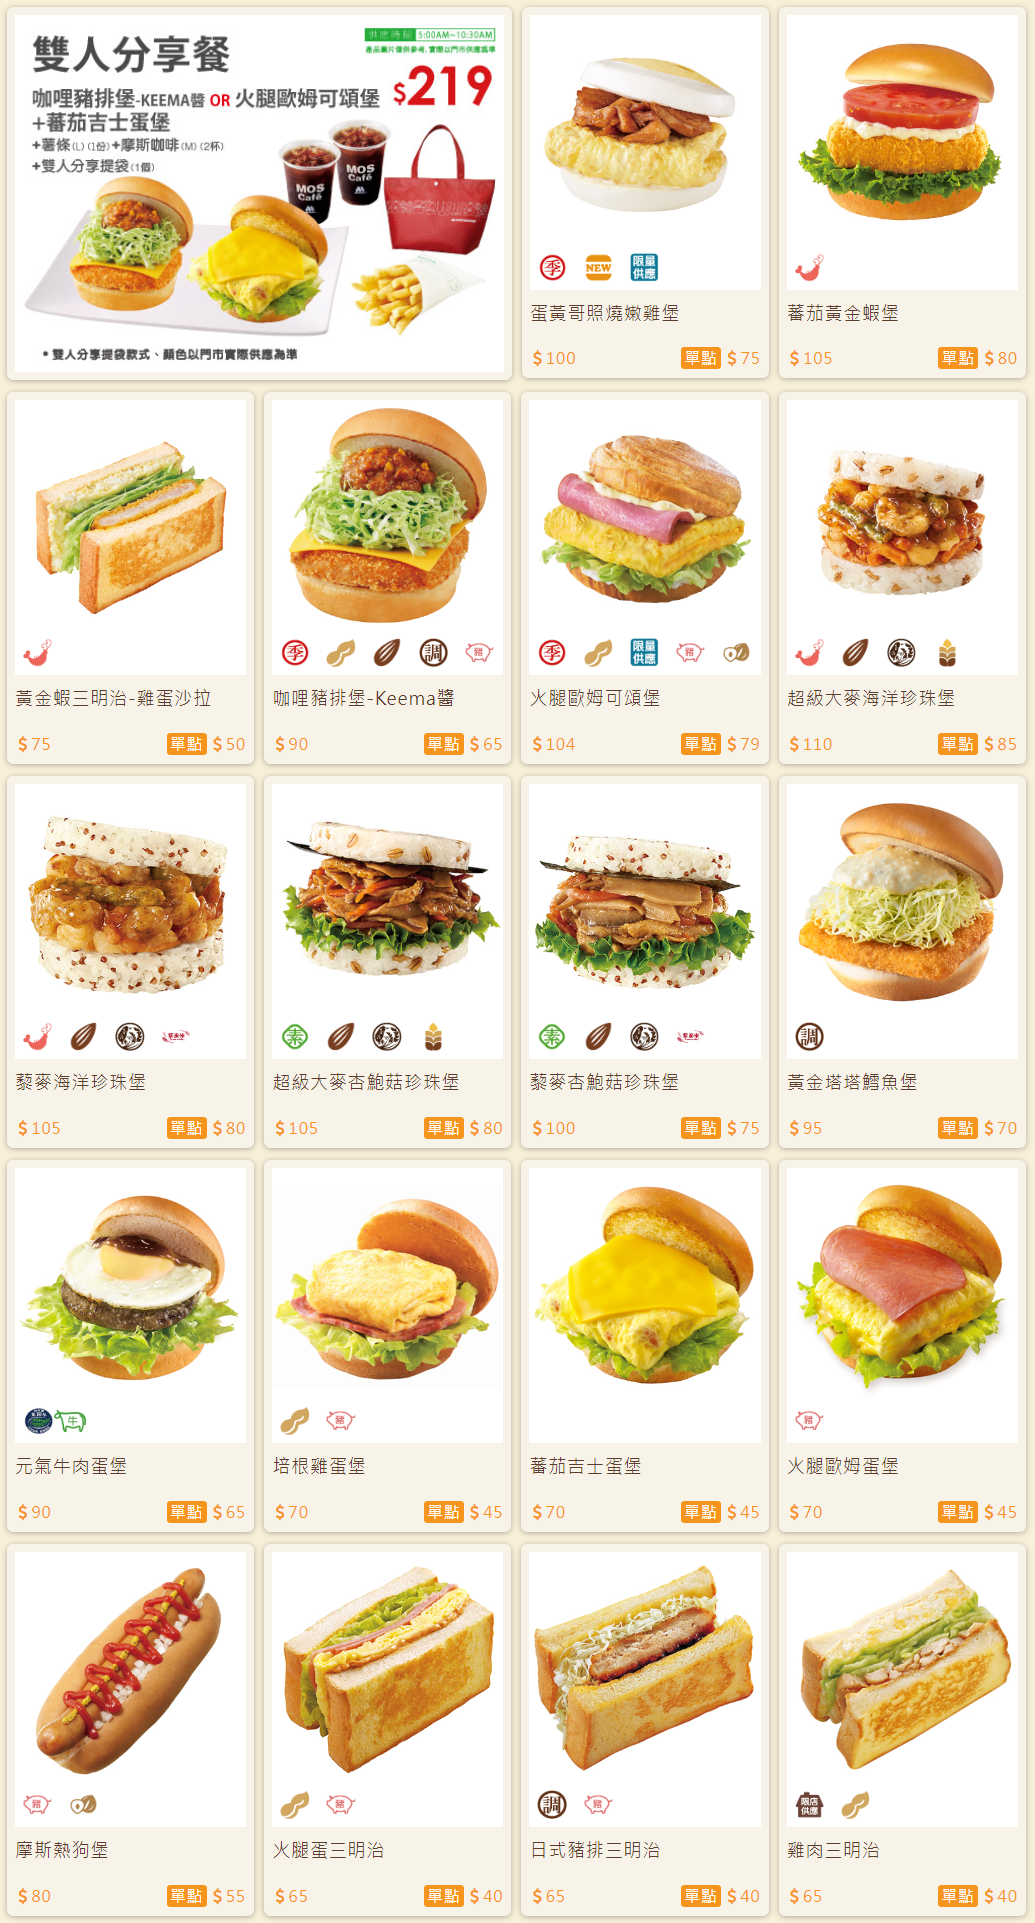 雙人分享餐
供應時間 5:00AM~10:30AM
產品圖片僅供參考,實際以門市供應為準
$219
咖哩豬排堡-KEEMA醬 OR 火腿歐姆可頌堡
+蕃茄吉士蛋堡
+薯條(L)(1份)+摩斯咖啡(M)(2杯)
+雙人分享提袋(1個)
MOS Café
MOS Café
•雙人分享提袋款式、顏色以門市實際供應為準
季 NEW 限量供應
蛋黃哥照燒嫩雞堡
$100 單點 $75
蕃茄黃金蝦堡
$105 單點 $80
黃金蝦三明治-雞蛋沙拉
$75 單點 $50
季 調 豬
咖哩豬排堡-Keema醬
$90 單點 $65
季 限量供應 豬
火腿歐姆可頌堡
$104 單點 $79
超級大麥海洋珍珠堡
$110 單點 $85
藜麥海洋珍珠堡
$105 單點 $80
素
超級大麥杏鮑菇珍珠堡
$105 單點 $80
素
藜麥杏鮑菇珍珠堡
$100 單點 $75
調
黃金塔塔鱈魚堡
$95 單點 $70
牛
元氣牛肉蛋堡
$90 單點 $65
豬
培根雞蛋堡
$70 單點 $45
蕃茄吉士蛋堡
$70 單點 $45
豬
火腿歐姆蛋堡
$70 單點 $45
豬
摩斯熱狗堡
$80 單點 $55
豬
火腿蛋三明治
$65 單點 $40
調 豬
日式豬排三明治
$65 單點 $40
限店供應
雞肉三明治
$65 單點 $40